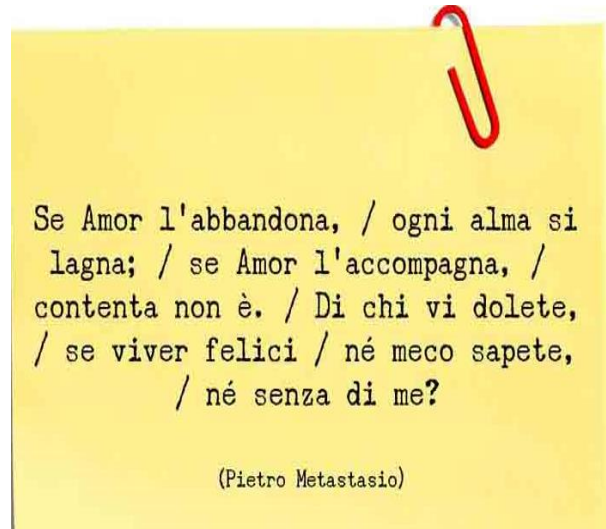 Se Amor l'abbandona, / ogni alma si
lagna; / se Amor l'accompagna, /
contenta non è. / Di chi vi dolete,
/ se viver felici / né meco sapete,
/ né senza di me?
(Pietro Metastasio)